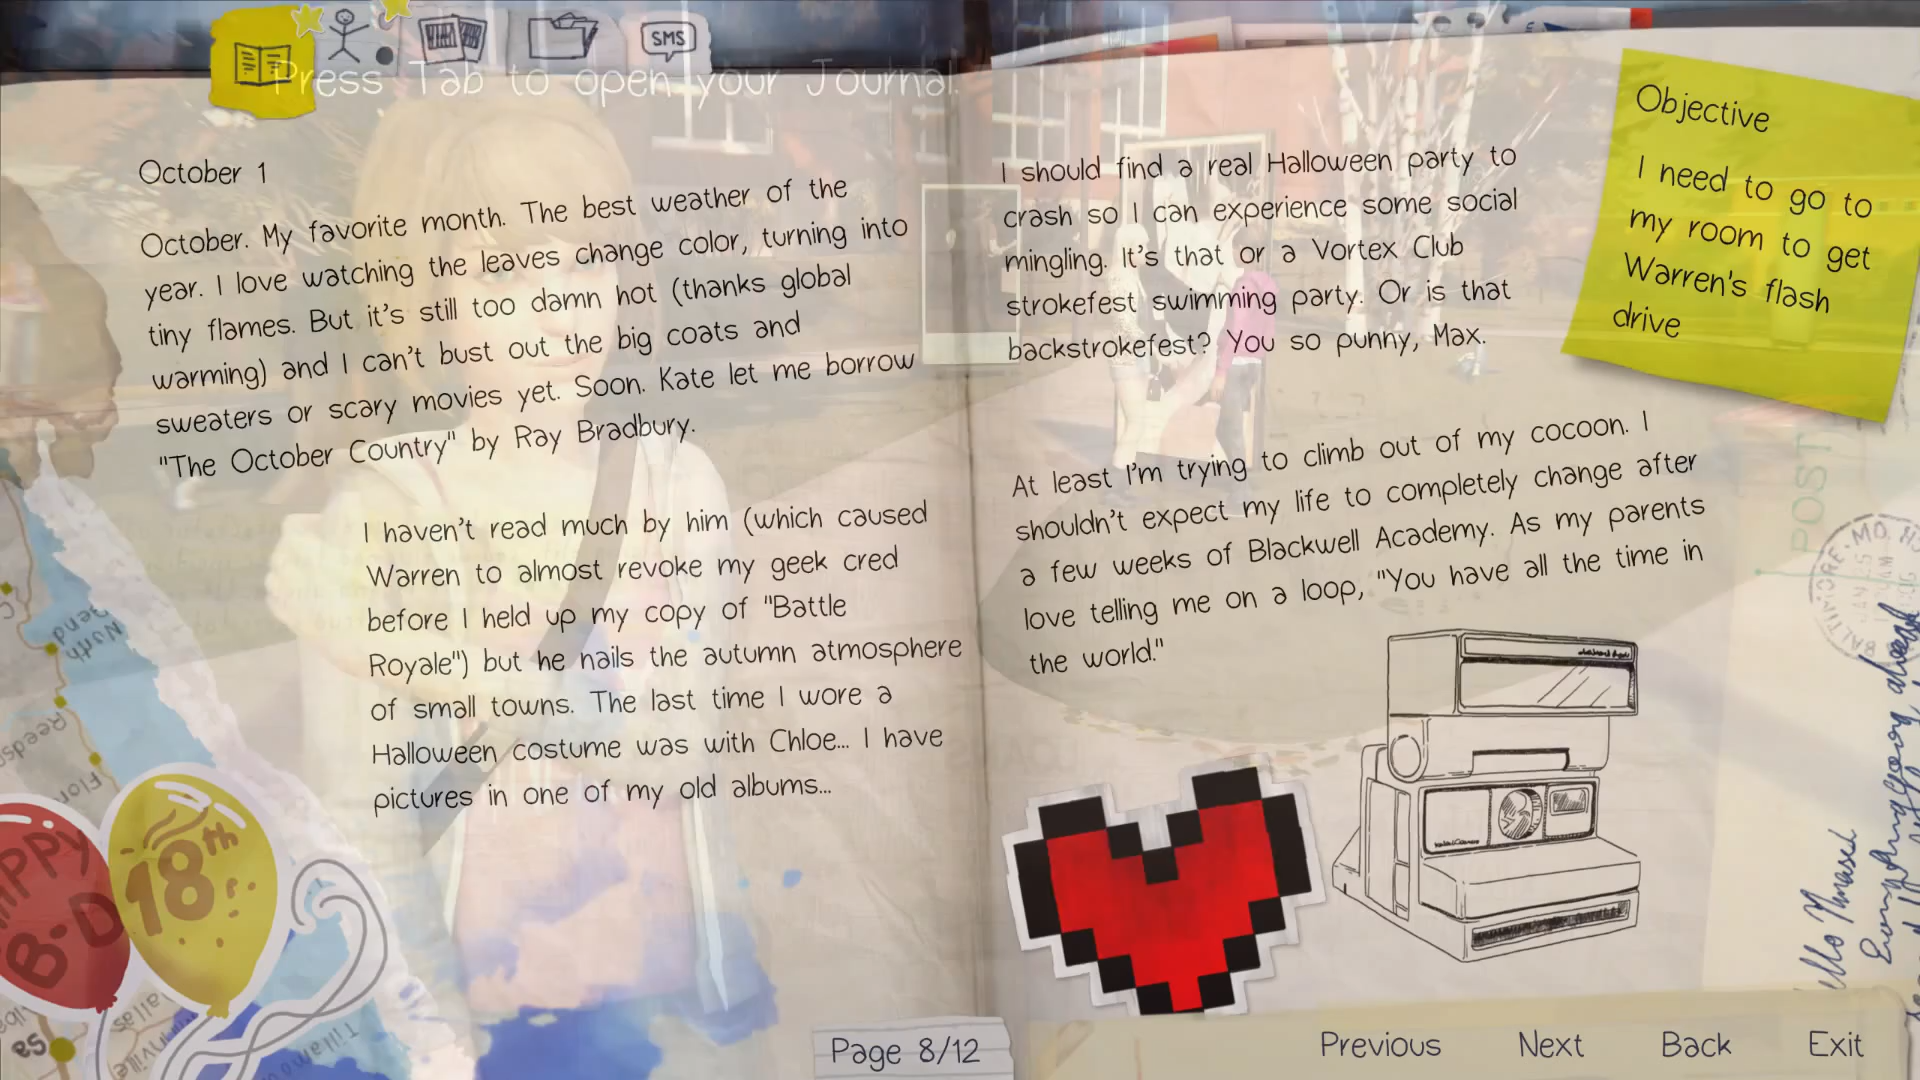 SMS
Press Tab to open your Journal.
October 1
October. My favorite month. The best weather of the
year. I love watching the leaves change color, turning into
tiny flames. But it's still too damn hot (thanks global
warming) and I can't bust out the big coats and
sweaters or scary movies yet. Soon. Kate let me borrow
"The October Country" by Ray Bradbury.
I haven't read much by him (which caused
Warren to almost revoke my geek cred
before I held up my copy of "Battle
Royale") but he nails the autumn atmosphere
of small towns. The last time I wore a
Halloween costume was with Chloe... I have
pictures in one of my old albums...
I should find a real Halloween party to
crash so I can experience some social
mingling. It's that or a Vortex Club
strokefest swimming party. Or is that
backstrokefest? You so punny, Max.
At least I'm trying to climb out of my cocoon. I
shouldn't expect my life to completely change after
a few weeks of Blackwell Academy. As my parents
love telling me on a loop, "You have all the time in
the world."
Objective
I need to go to
my room to get
Warren's flash
drive
POST
North
Bend
18th
B-D
Page 8/12
Previous
Next
Back
Exit